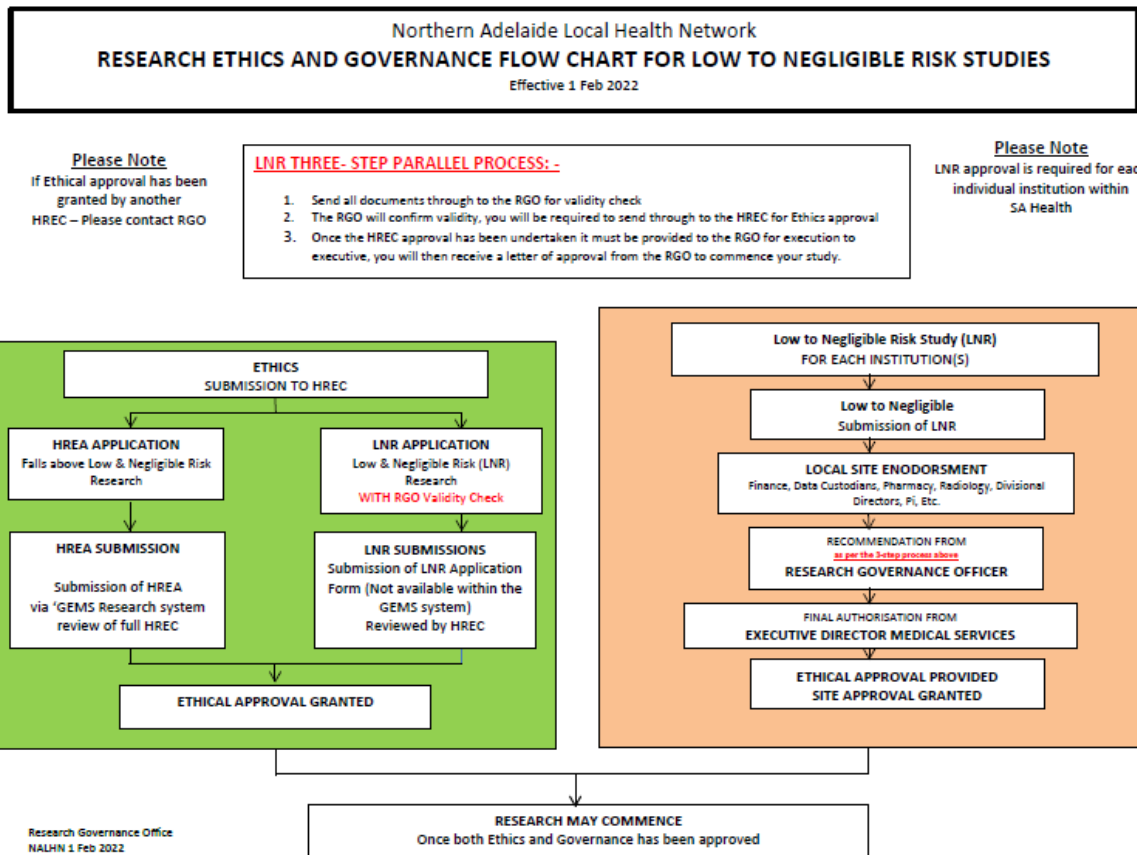 Northern Adelaide Local Health Network
RESEARCH ETHICS AND GOVERNANCE FLOW CHART FOR LOW TO NEGLIGIBLE RISK STUDIES
Effective 1 Feb 2022
Please Note
If Ethical approval has been
granted by another
HREC – Please contact RGO
LNR THREE- STEP PARALLEL PROCESS: -
1. Send all documents through to the RGO for validity check
2. The RGO will confirm validity, you will be required to send through to the HREC for Ethics approval
3. Once the HREC approval has been undertaken it must be provided to the RGO for execution to
executive, you will then receive a letter of approval from the RGO to commence your study.
Please Note
LNR approval is required for eac
individual institution within
SA Health
ETHICS
SUBMISSION TO HREC
HREA APPLICATION
Falls above Low & Negligible Risk
Research
LNR APPLICATION
Low & Negligible Risk (LNR)
Research
WITH RGO Validity Check
HREA SUBMISSION
Submission of HREA
via 'GEMS Research system
review of full HREC
LNR SUBMISSIONS
Submission of LNR Application
Form (Not available within the
GEMS system)
Reviewed by HREC
ETHICAL APPROVAL GRANTED
Low to Negligible Risk Study (LNR)
FOR EACH INSTITUTION(S)
Low to Negligible
Submission of LNR
LOCAL SITE ENODORSMENT
Finance, Data Custodians, Pharmacy, Radiology, Divisional
Directors, Pi, Etc.
RECOMMENDATION FROM
as per the 3-step process above
RESEARCH GOVERNANCE OFFICER
FINAL AUTHORISATION FROM
EXECUTIVE DIRECTOR MEDICAL SERVICES
ETHICAL APPROVAL PROVIDED
SITE APPROVAL GRANTED
RESEARCH MAY COMMENCE
Once both Ethics and Governance has been approved
Research Governance Office
NALHN 1 Feb 2022